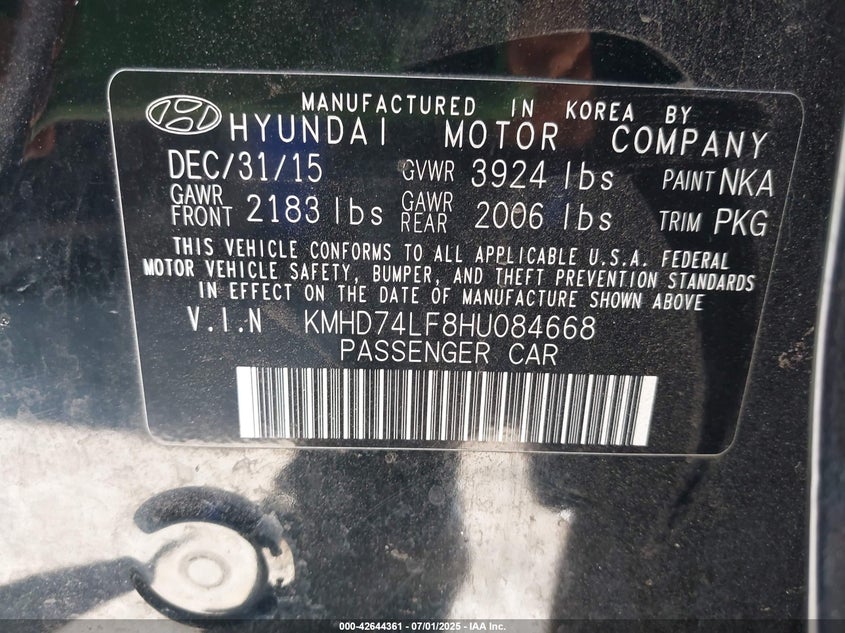 MANUFACTURED IN KOREA BY
HYUNDAI MOTOR COMPANY
DEC/31/15 GVWR 3924 lbs PAINT NKA
GAWR FRONT 2183 lbs GAWR REAR 2006 lbs TRIM PKG
THIS VEHICLE CONFORMS TO ALL APPLICABLE U.S.A. FEDERAL
MOTOR VEHICLE SAFETY, BUMPER, AND THEFT PREVENTION STANDARDS
IN EFFECT ON THE DATE OF MANUFACTURE SHOWN ABOVE
V.I.N KMHD74LF8HU084668
PASSENGER CAR
000-42644361 - 07/01/2025 - IAA Inc.